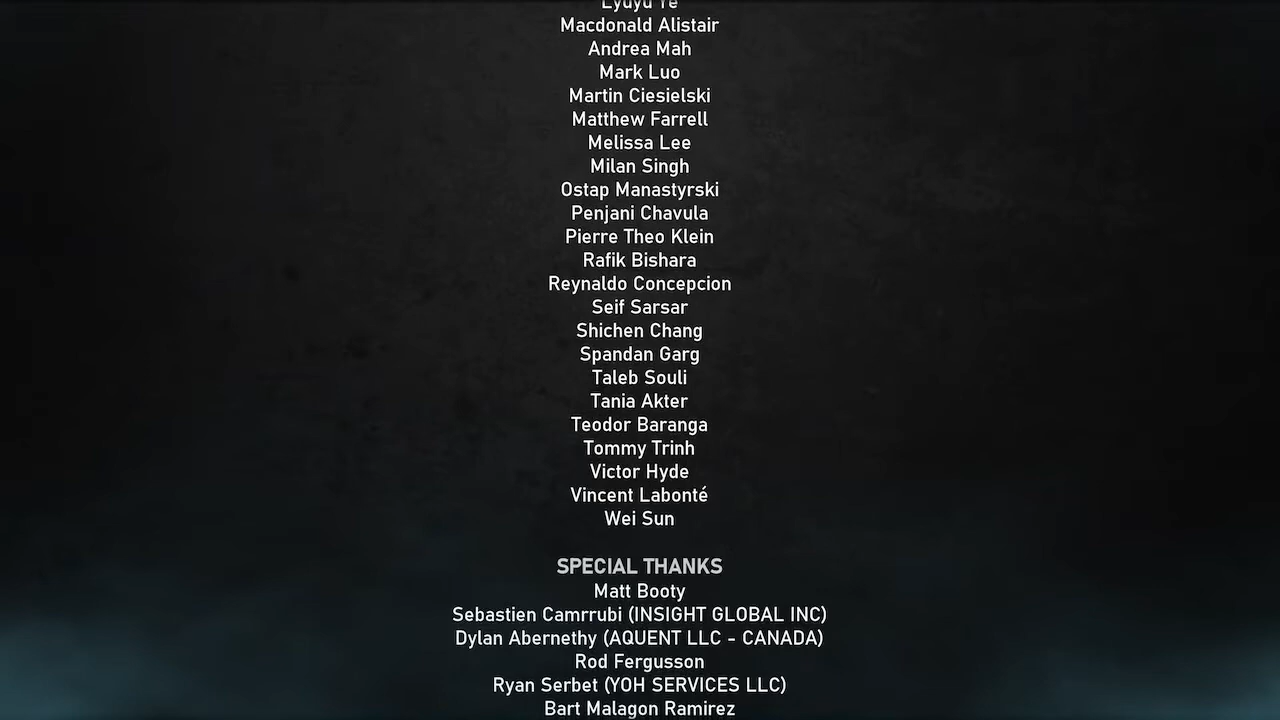 Lyuyu Ye
Macdonald Alistair
Andrea Mah
Mark Luo
Martin Ciesielski
Matthew Farrell
Melissa Lee
Milan Singh
Ostap Manastyrski
Penjani Chavula
Pierre Theo Klein
Rafik Bishara
Reynaldo Concepcion
Seif Sarsar
Shichen Chang
Spandan Garg
Taleb Souli
Tania Akter
Teodor Baranga
Tommy Trinh
Victor Hyde
Vincent Labonté
Wei Sun
SPECIAL THANKS
Matt Booty
Sebastien Camrrubi (INSIGHT GLOBAL INC)
Dylan Abernethy (AQUENT LLC - CANADA)
Rod Fergusson
Ryan Serbet (YOH SERVICES LLC)
Bart Malagon Ramirez